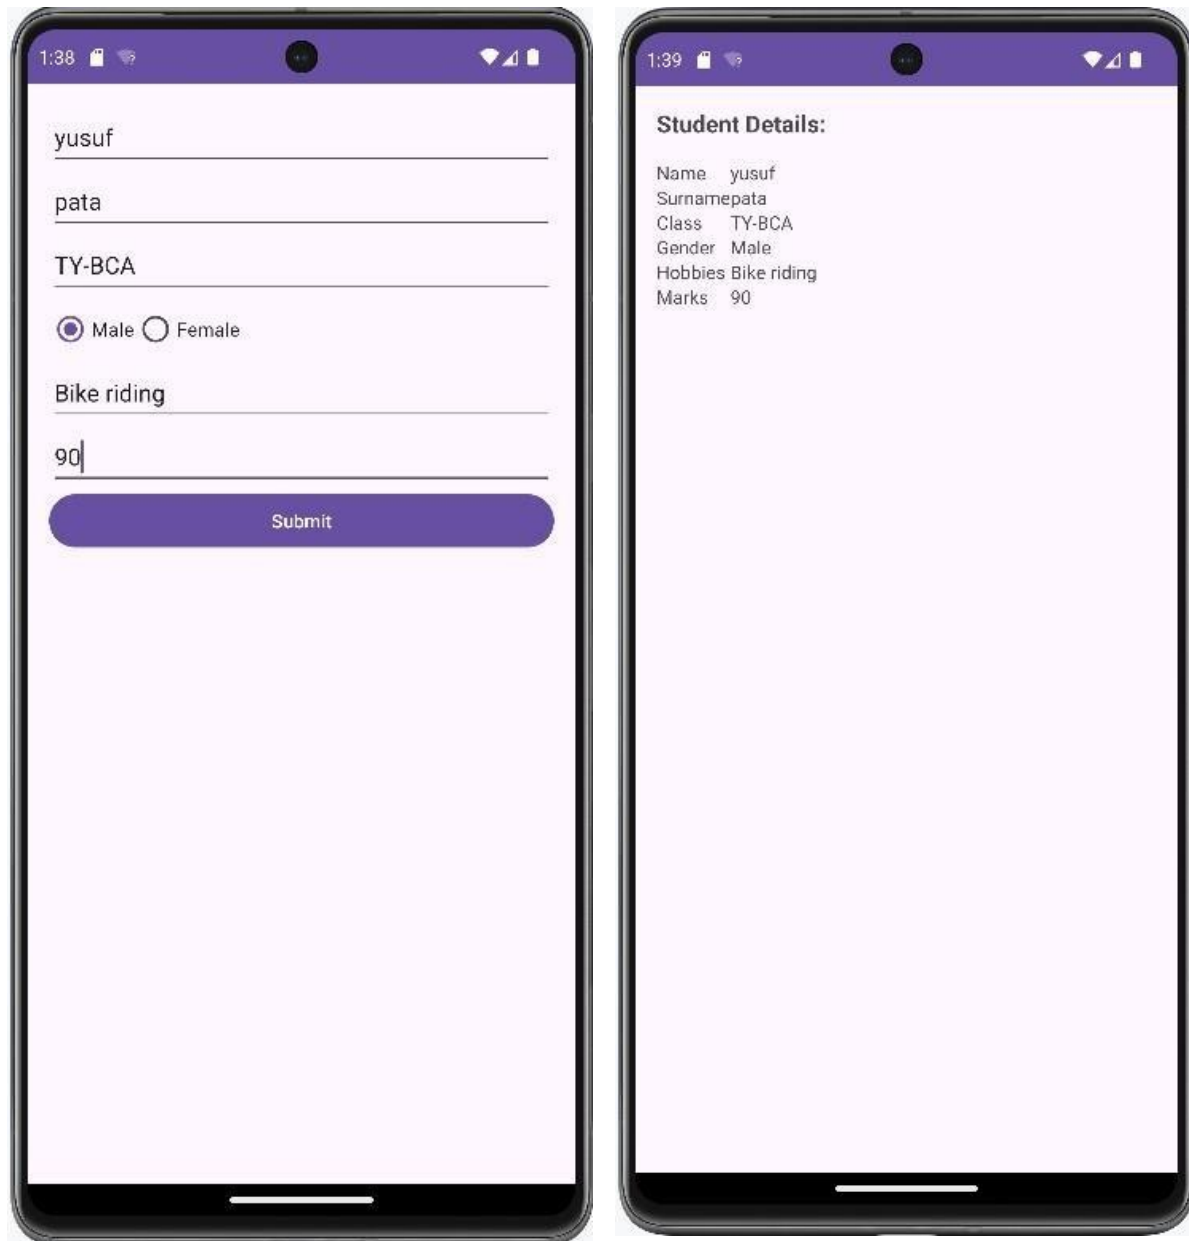 1:38
yusuf
pata
TY-BCA
Male Female
Bike riding
90
Submit
1:39
Student Details:
Name yusuf
Surnamepata
Class TY-BCA
Gender Male
Hobbies Bike riding
Marks 90